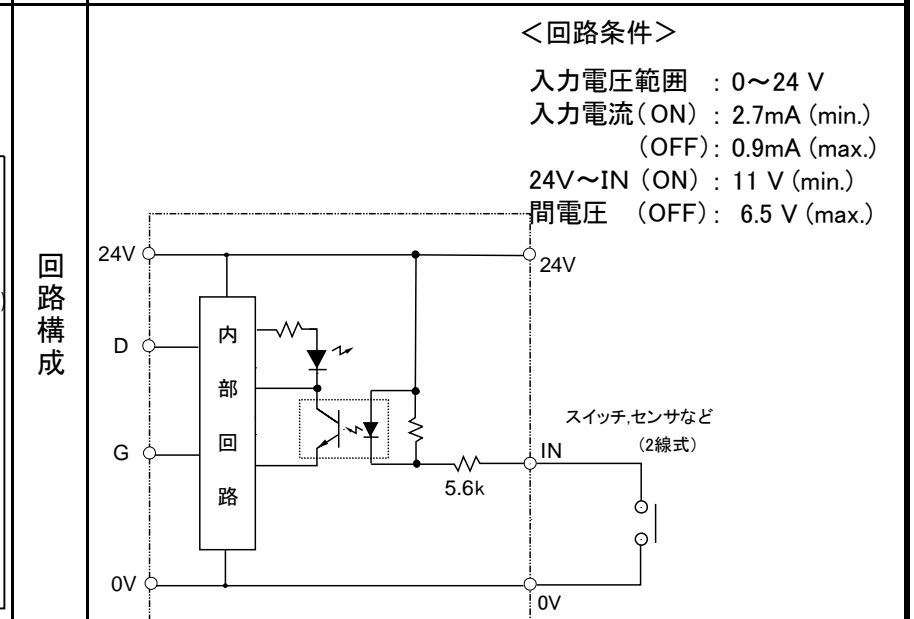 ＜回路条件＞
入力電圧範囲 : 0～24 V
入力電流（ON） : 2.7mA (min.)
（OFF）: 0.9mA (max.)
24V～IN （ON） : 11 V (min.)
間電圧 （OFF）: 6.5 V (max.)
回路構成
)
24V
24V
D
内部回路
スイッチ,センサなど
（2線式）
G
IN
5.6k
0V
0V